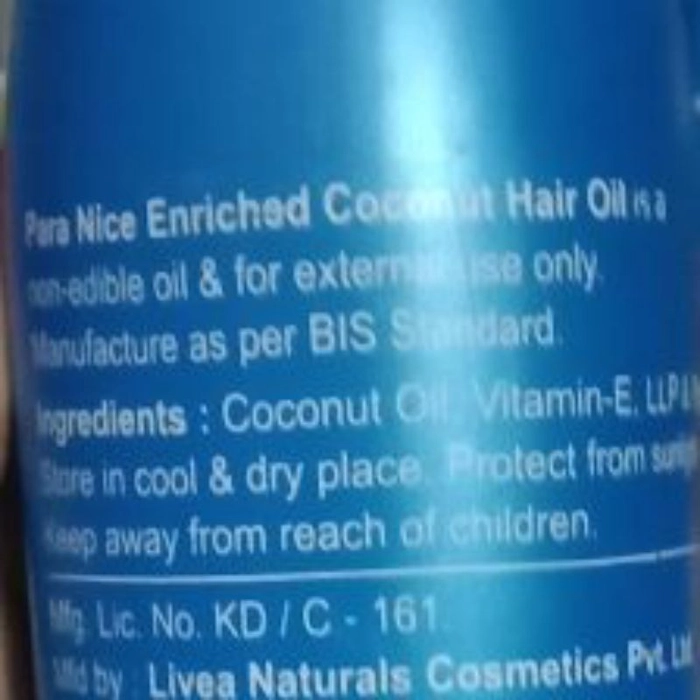 Para Nice Enriched Coconut Hair Oil is a
non-edible oil & for external use only.
Manufacture as per BIS Standard.
Ingredients : Coconut Oil, Vitamin-E, LLP
Store in cool & dry place. Protect from
Keep away from reach of children.
Mfg. Lic. No. KD / C - 161.
Mfd by Livea Naturals Cosmetics Pvt. Ltd